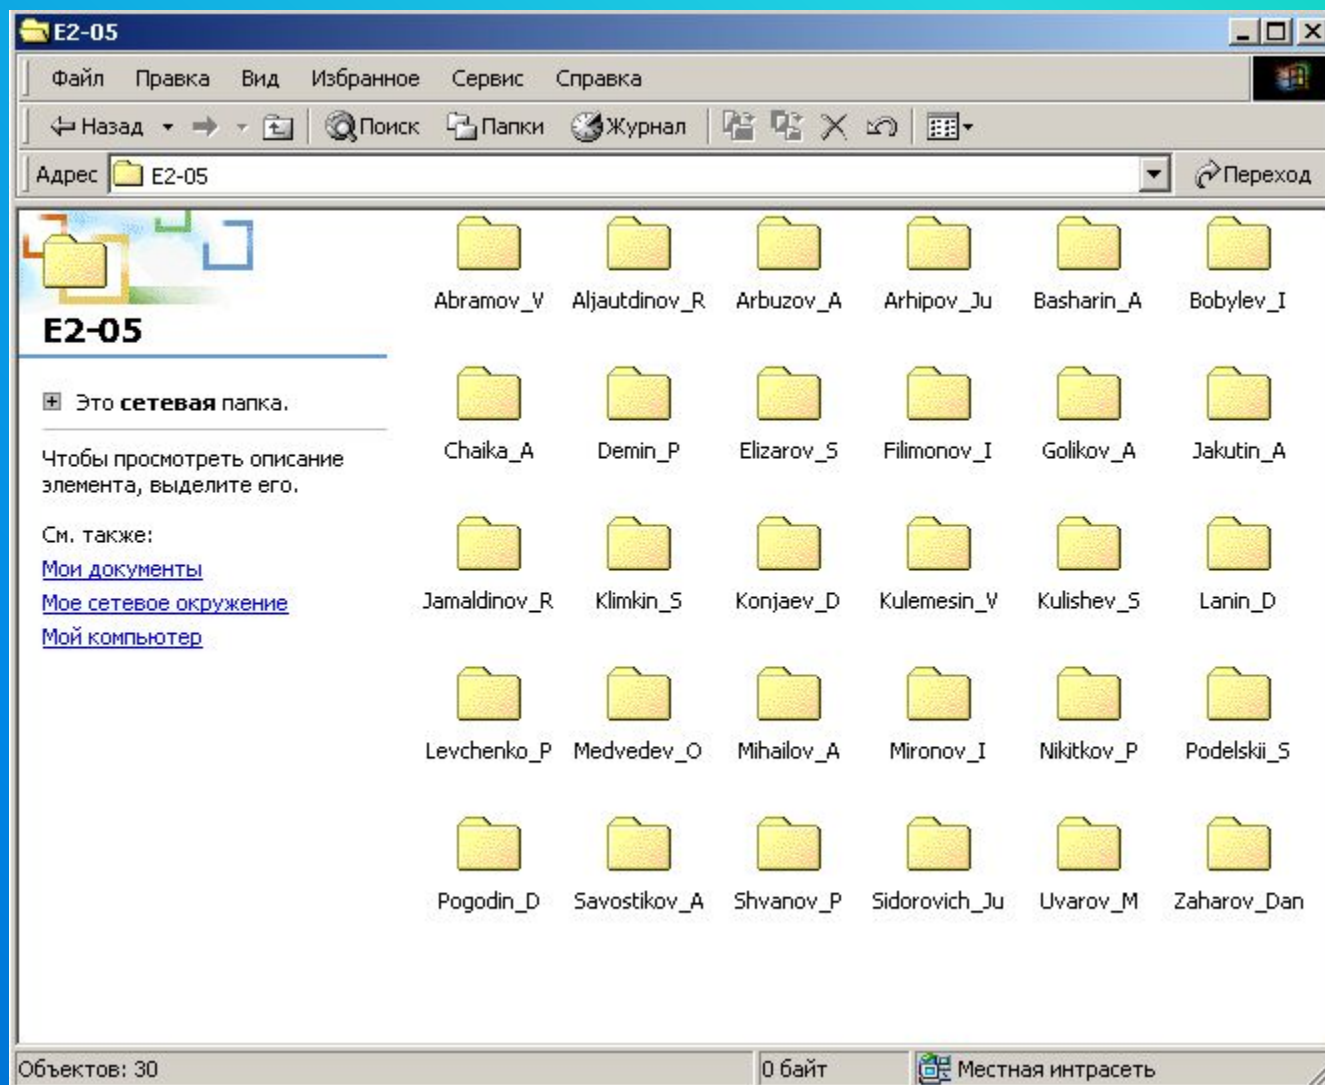 E2-05
Файл Правка Вид Избранное Сервис Справка
Назад Поиск Папки Журнал
Адрес E2-05 Переход
E2-05
Это сетевая папка.
Чтобы просмотреть описание
элемента, выделите его.
См. также:
Мои документы
Мое сетевое окружение
Мой компьютер
Abramov_V Aljautdinov_R Arbuzov_A Arhipov_Ju Basharin_A Bobylev_I
Chaika_A Demin_P Elizarov_S Filimonov_I Golikov_A Jakutin_A
Jamaldinov_R Klimkin_S Konjaev_D Kulemesin_V Kulishev_S Lanin_D
Levchenko_P Medvedev_O Mihailov_A Mironov_I Nikitkov_P Podelskii_S
Pogodin_D Savostikov_A Shvanov_P Sidorovich_Ju Uvarov_M Zaharov_Dan
Объектов: 30 0 байт Местная интрасеть